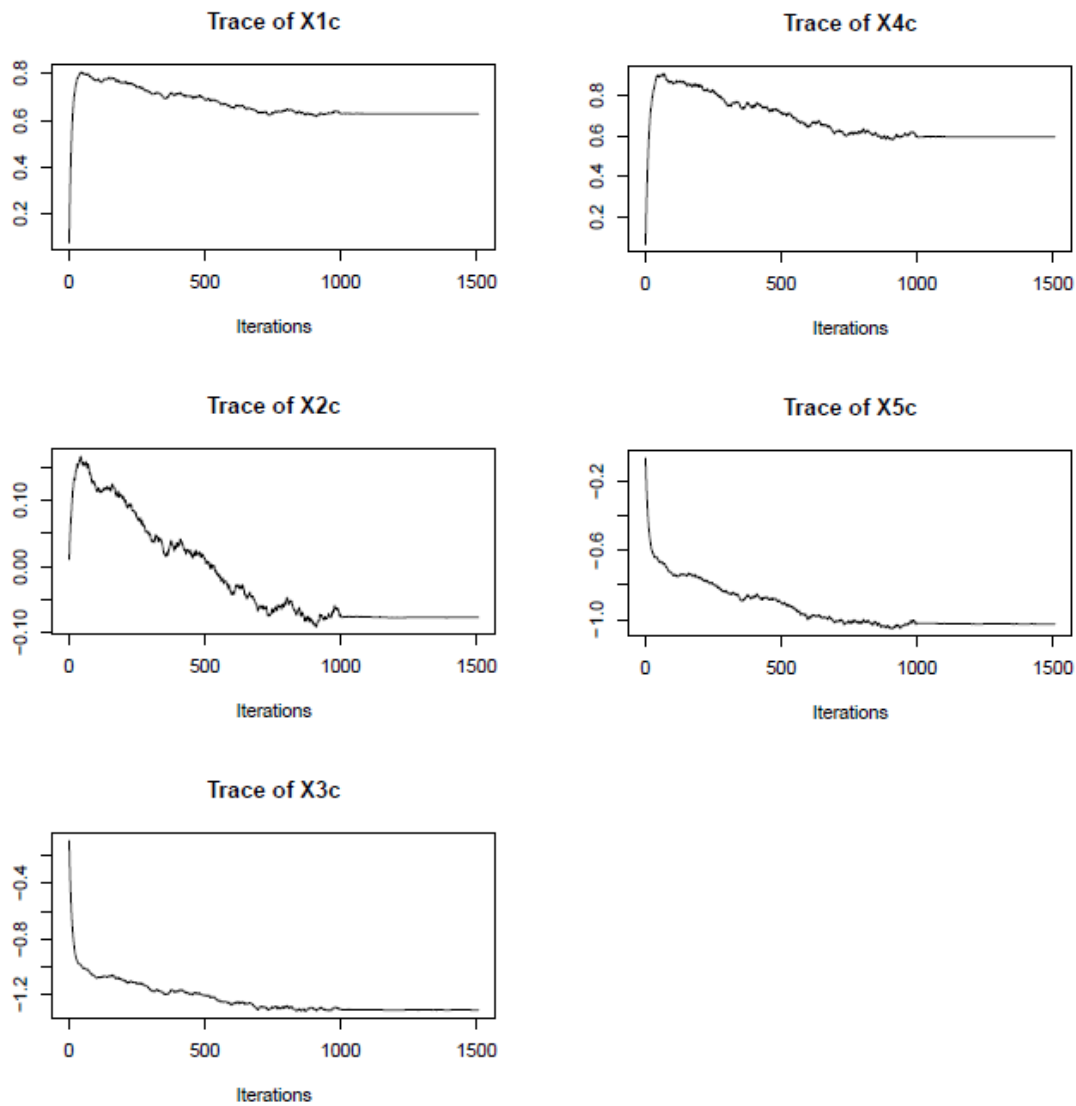 Trace of X1c
0.8
0.6
0.4
0.2
0 500 1000 1500
Iterations
Trace of X4c
0.8
0.6
0.4
0.2
0 500 1000 1500
Iterations
Trace of X2c
0.10
0.00
−0.10
0 500 1000 1500
Iterations
Trace of X5c
−0.2
−0.6
−1.0
0 500 1000 1500
Iterations
Trace of X3c
−0.4
−0.8
−1.2
0 500 1000 1500
Iterations